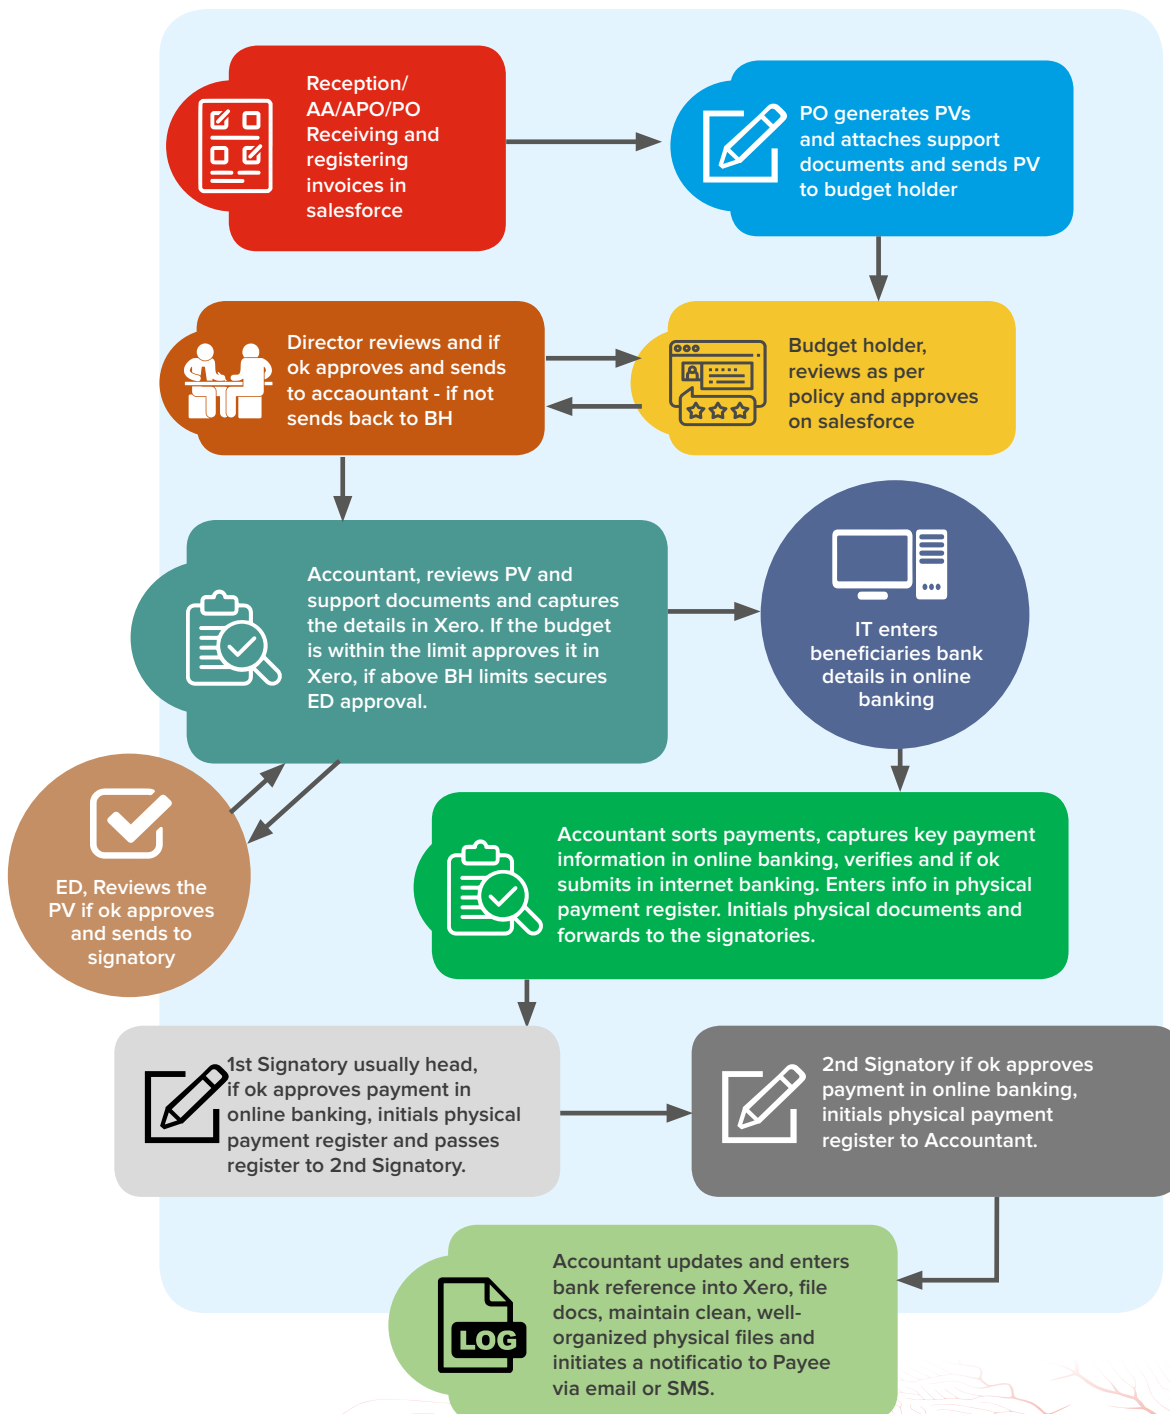 Reception/
AA/APO/PO
Receiving and
registering
invoices in
salesforce
PO generates PVs
and attaches support
documents and sends PV
to budget holder
Director reviews and if
ok approves and sends
to accaountant - if not
sends back to BH
Budget holder,
reviews as per
policy and approves
on salesforce
Accountant, reviews PV and
support documents and captures
the details in Xero. If the budget
is within the limit approves it in
Xero, if above BH limits secures
ED approval.
IT enters
beneficiaries bank
details in online
banking
ED, Reviews the
PV if ok approves
and sends to
signatory
Accountant sorts payments, captures key payment
information in online banking, verifies and if ok
submits in internet banking. Enters info in physical
payment register. Initials physical documents and
forwards to the signatories.
1st Signatory usually head,
if ok approves payment in
online banking, initials physical
payment register and passes
register to 2nd Signatory.
2nd Signatory if ok approves
payment in online banking,
initials physical payment
register to Accountant.
LOG
Accountant updates and enters
bank reference into Xero, file
docs, maintain clean, well-
organized physical files and
initiates a notificatio to Payee
via email or SMS.